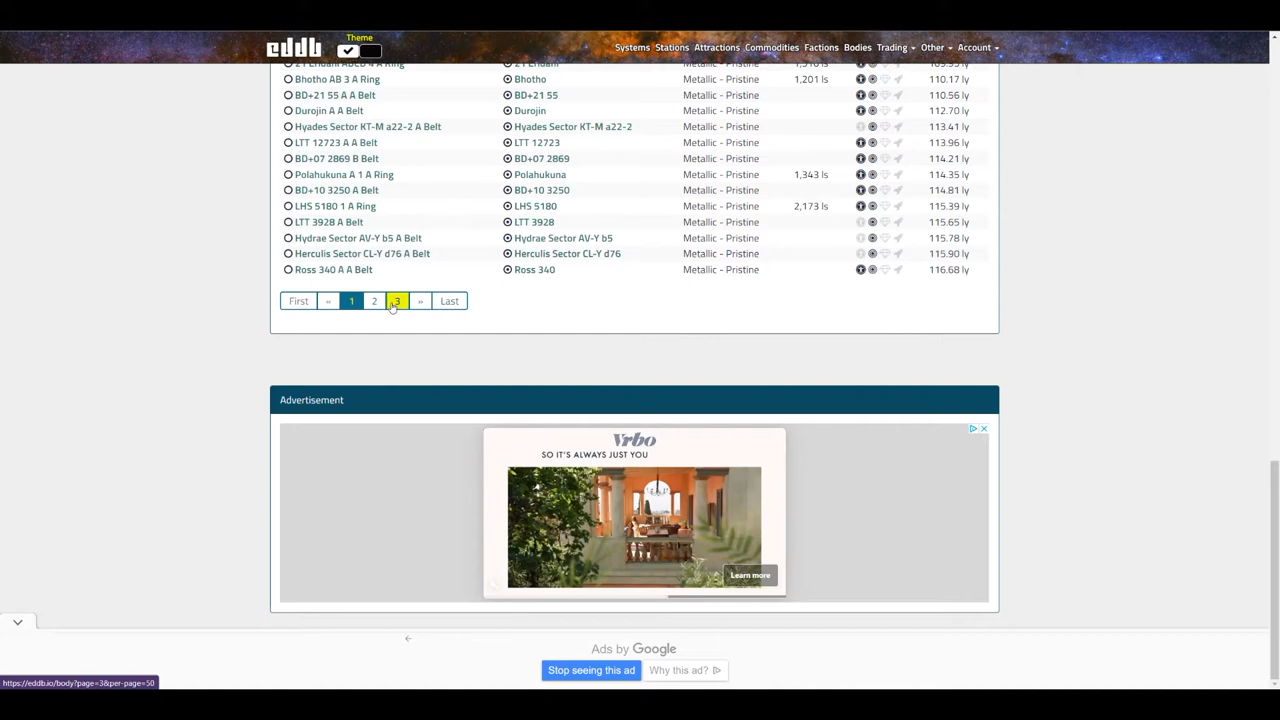 Theme
eddb Systems Stations Attractions Commodities Factions Bodies Trading Other Account
21 Eridani ABCD 4 A Ring 21 Eridani Metallic - Pristine
Bhotho AB 3 A Ring Bhotho Metallic - Pristine 1,201 ls 110.17 ly
BD+21 55 A A Belt BD+21 55 Metallic - Pristine 110.56 ly
Durojin A A Belt Durojin Metallic - Pristine 112.70 ly
Hyades Sector KT-M a22-2 A Belt Hyades Sector KT-M a22-2 Metallic - Pristine 113.41 ly
LTT 12723 A A Belt LTT 12723 Metallic - Pristine 113.96 ly
BD+07 2869 B Belt BD+07 2869 Metallic - Pristine 114.21 ly
Polahukuna A 1 A Ring Polahukuna Metallic - Pristine 1,343 ls 114.35 ly
BD+10 3250 A Belt BD+10 3250 Metallic - Pristine 114.81 ly
LHS 5180 1 A Ring LHS 5180 Metallic - Pristine 2,173 ls 115.39 ly
LTT 3928 A Belt LTT 3928 Metallic - Pristine 115.65 ly
Hydrae Sector AV-Y b5 A Belt Hydrae Sector AV-Y b5 Metallic - Pristine 115.78 ly
Herculis Sector CL-Y d76 A Belt Herculis Sector CL-Y d76 Metallic - Pristine 115.90 ly
Ross 340 A A Belt Ross 340 Metallic - Pristine 116.68 ly
First « 1 2 3 » Last
Advertisement
Vrbo
SO IT'S ALWAYS JUST YOU
Learn more
Ads by Google
Stop seeing this ad Why this ad?
https://eddb.io/body?page=3&per-page=50